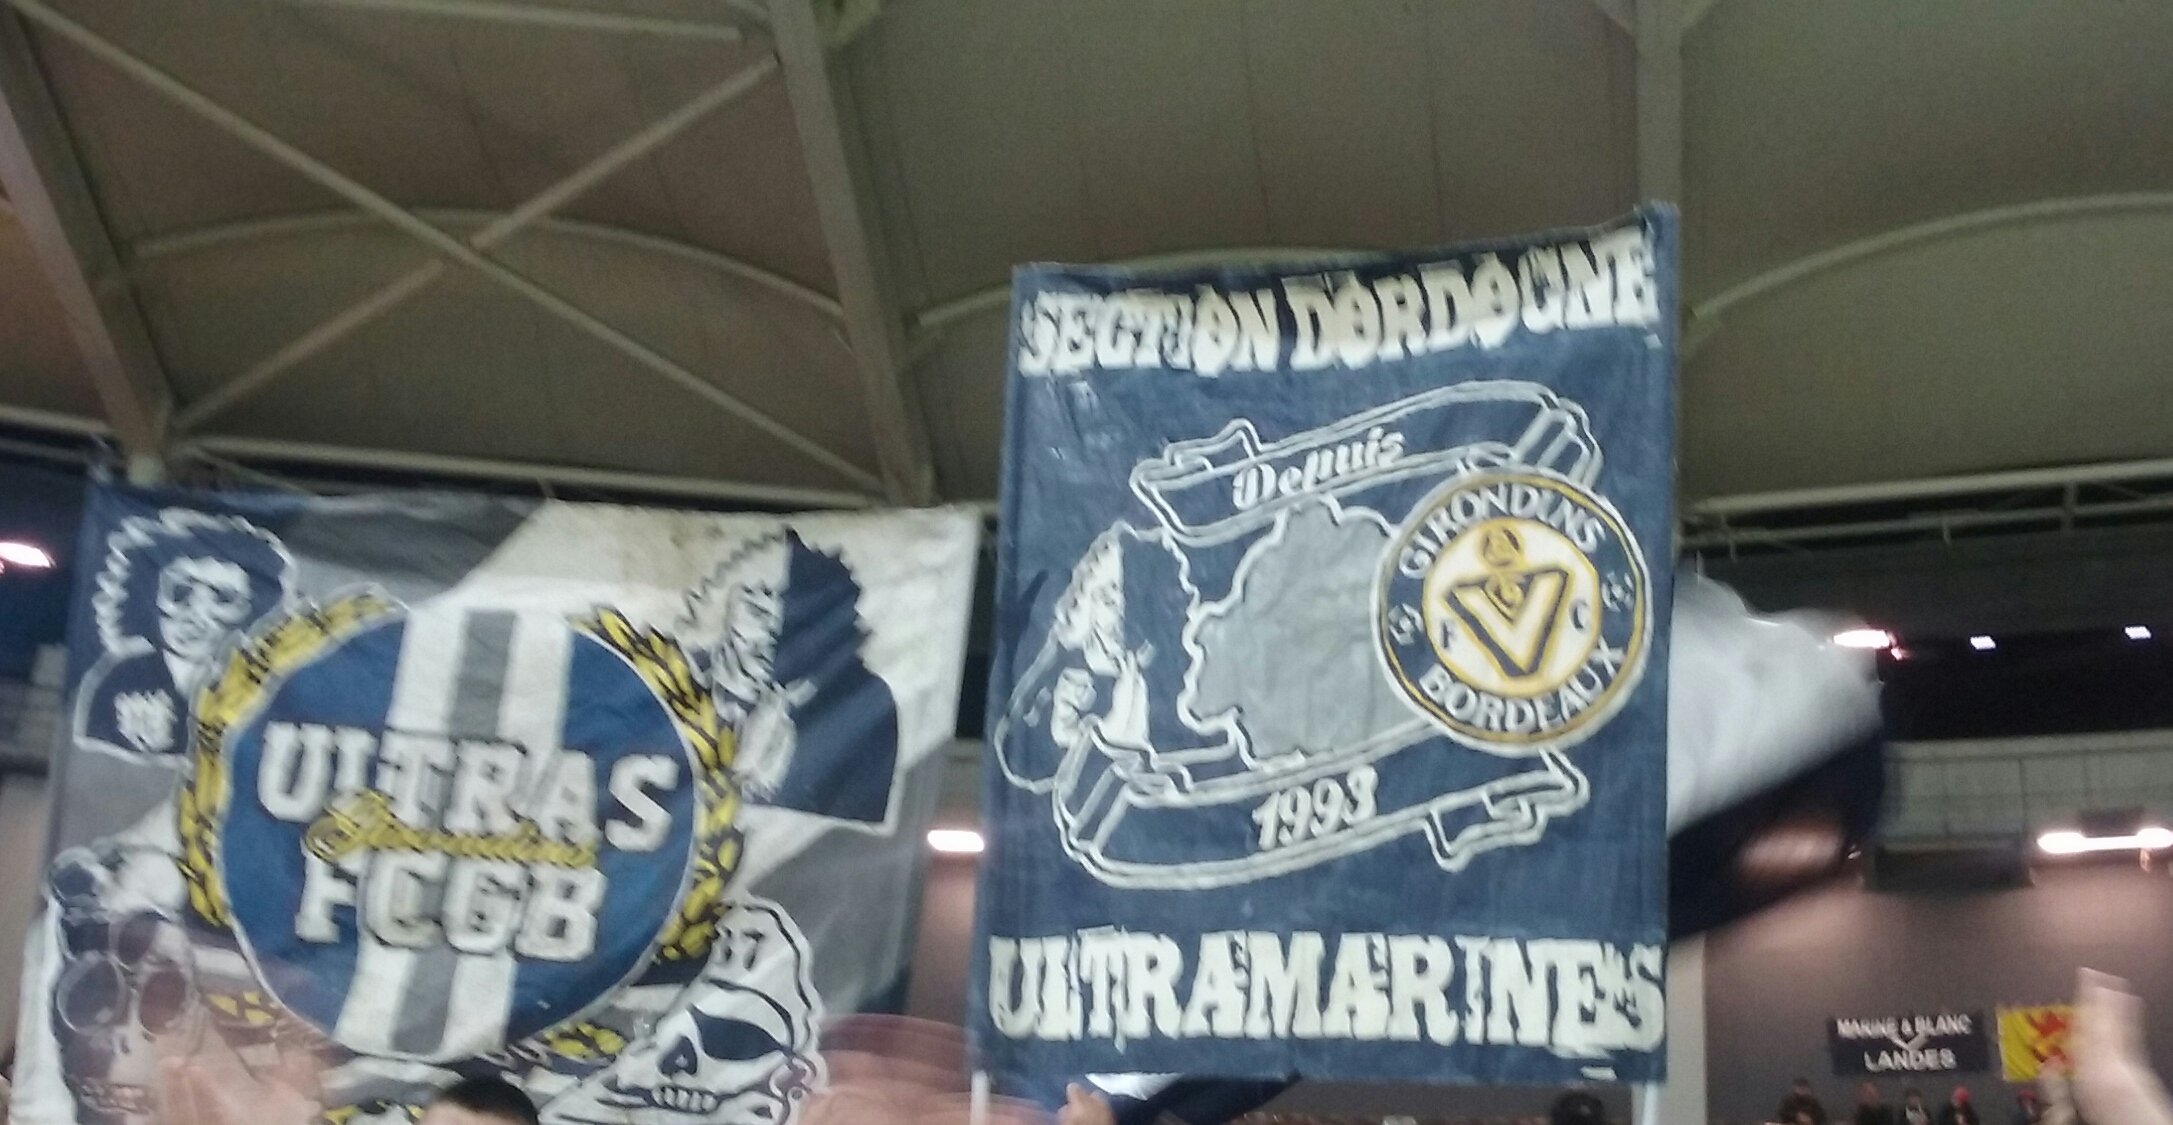 SECTION DORDOGNE
Depuis
GIRONDINS
F C
BORDEAUX
1993
ULTRAMARINES
ULTRAS
FCGB
MARINE & BLANC
LANDES